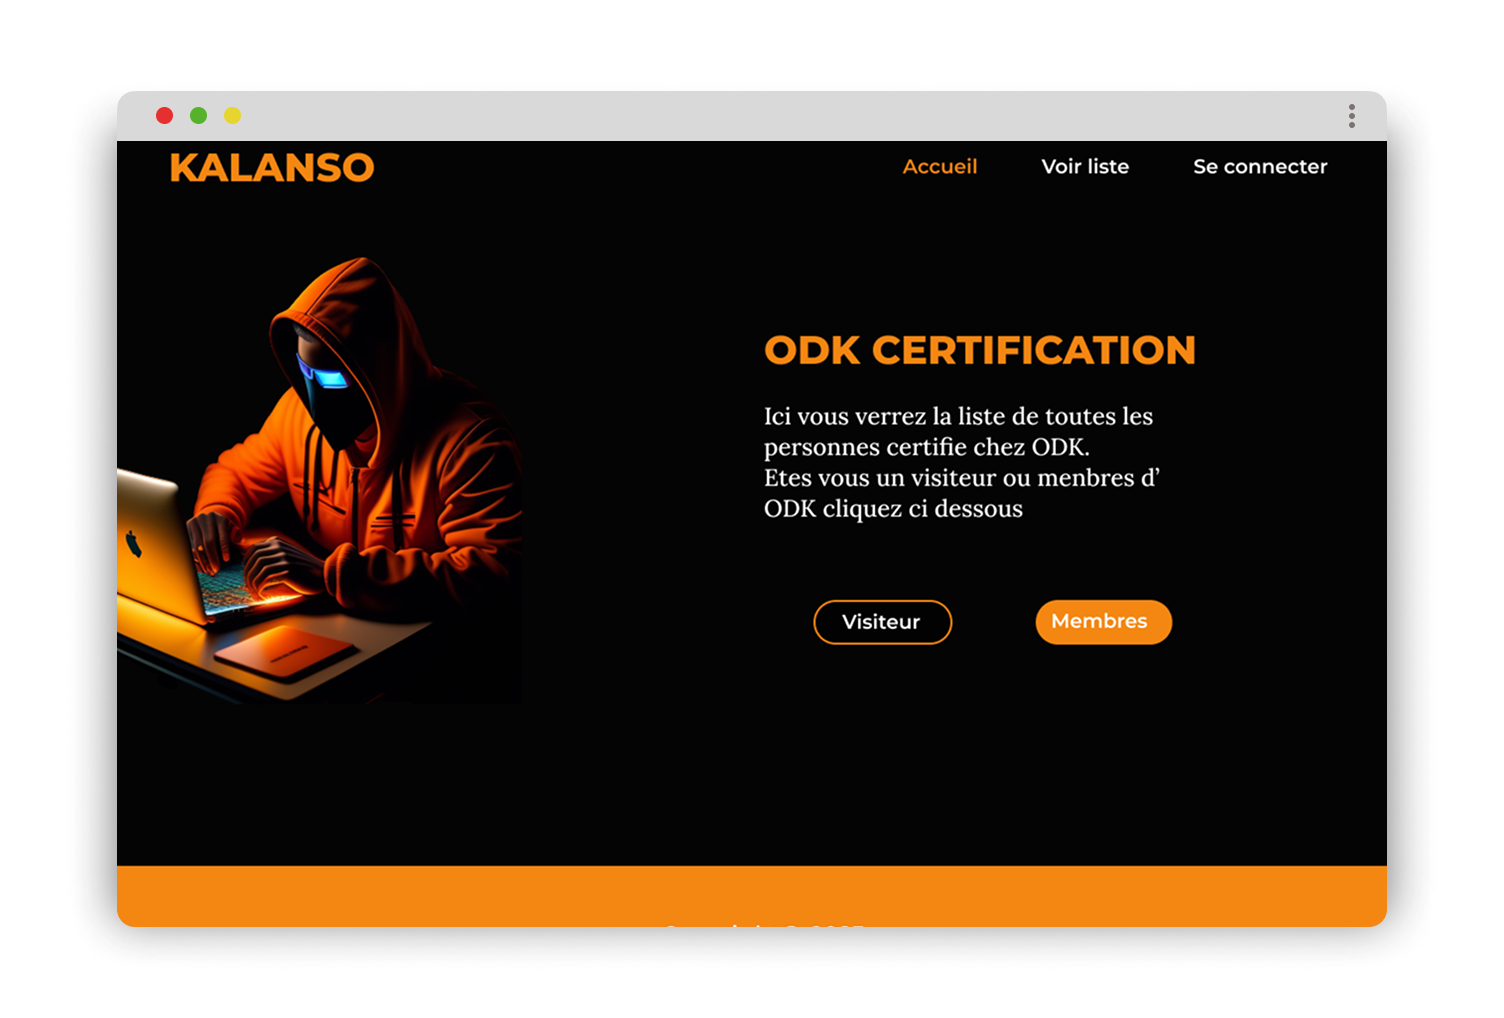 KALANSO
Accueil
Voir liste
Se connecter
ODK CERTIFICATION
Ici vous verrez la liste de toutes les
personnes certifie chez ODK.
Etes vous un visiteur ou menbres d’
ODK cliquez ci dessous
Visiteur
Membres